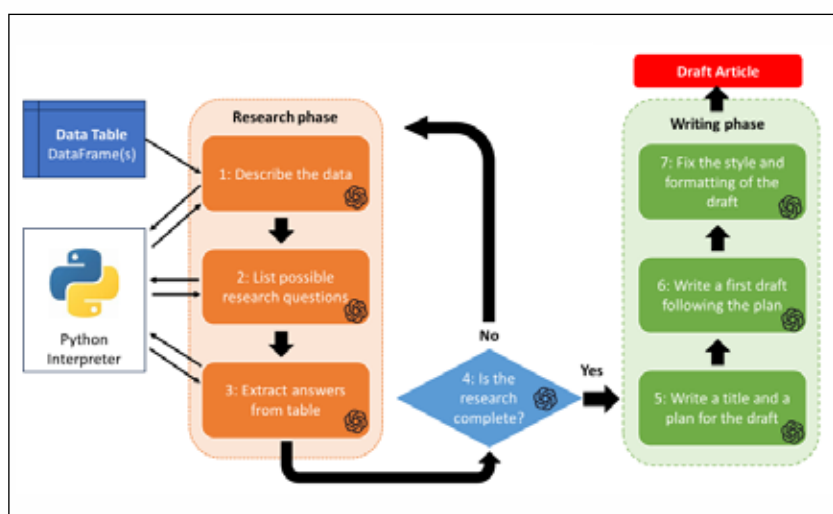 Data Table
DataFrame(s)
Python
Interpreter
Research phase
1: Describe the data
2: List possible
research questions
3: Extract answers
from table
No
4: Is the
research
complete?
Yes
Draft Article
Writing phase
7: Fix the style and
formatting of the
draft
6: Write a first draft
following the plan
5: Write a title and a
plan for the draft